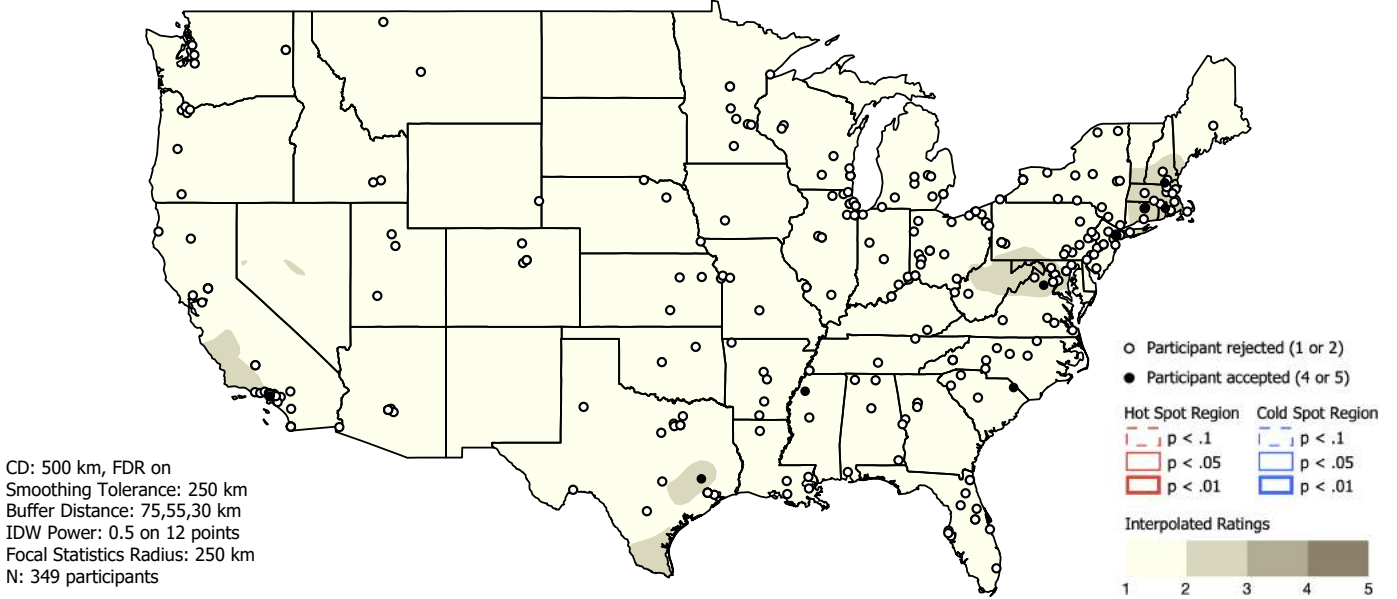 Participant rejected (1 or 2)
Participant accepted (4 or 5)
Hot Spot Region Cold Spot Region
p < .1 p < .1
p < .05 p < .05
p < .01 p < .01
Interpolated Ratings
1 2 3 4 5
CD: 500 km, FDR on
Smoothing Tolerance: 250 km
Buffer Distance: 75,55,30 km
IDW Power: 0.5 on 12 points
Focal Statistics Radius: 250 km
N: 349 participants